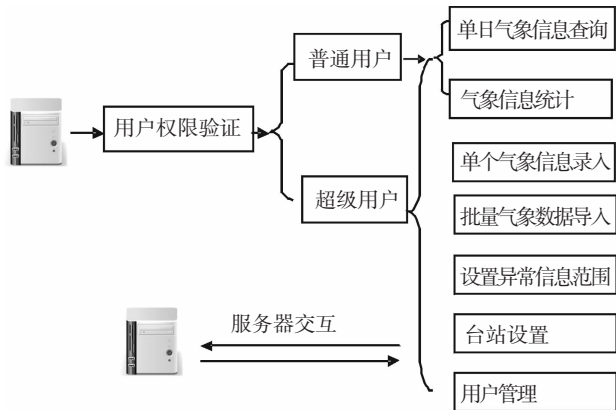 单日气象信息查询
普通用户
气象信息统计
用户权限验证
单个气象信息录入
超级用户
批量气象数据导入
设置异常信息范围
服务器交互
台站设置
用户管理